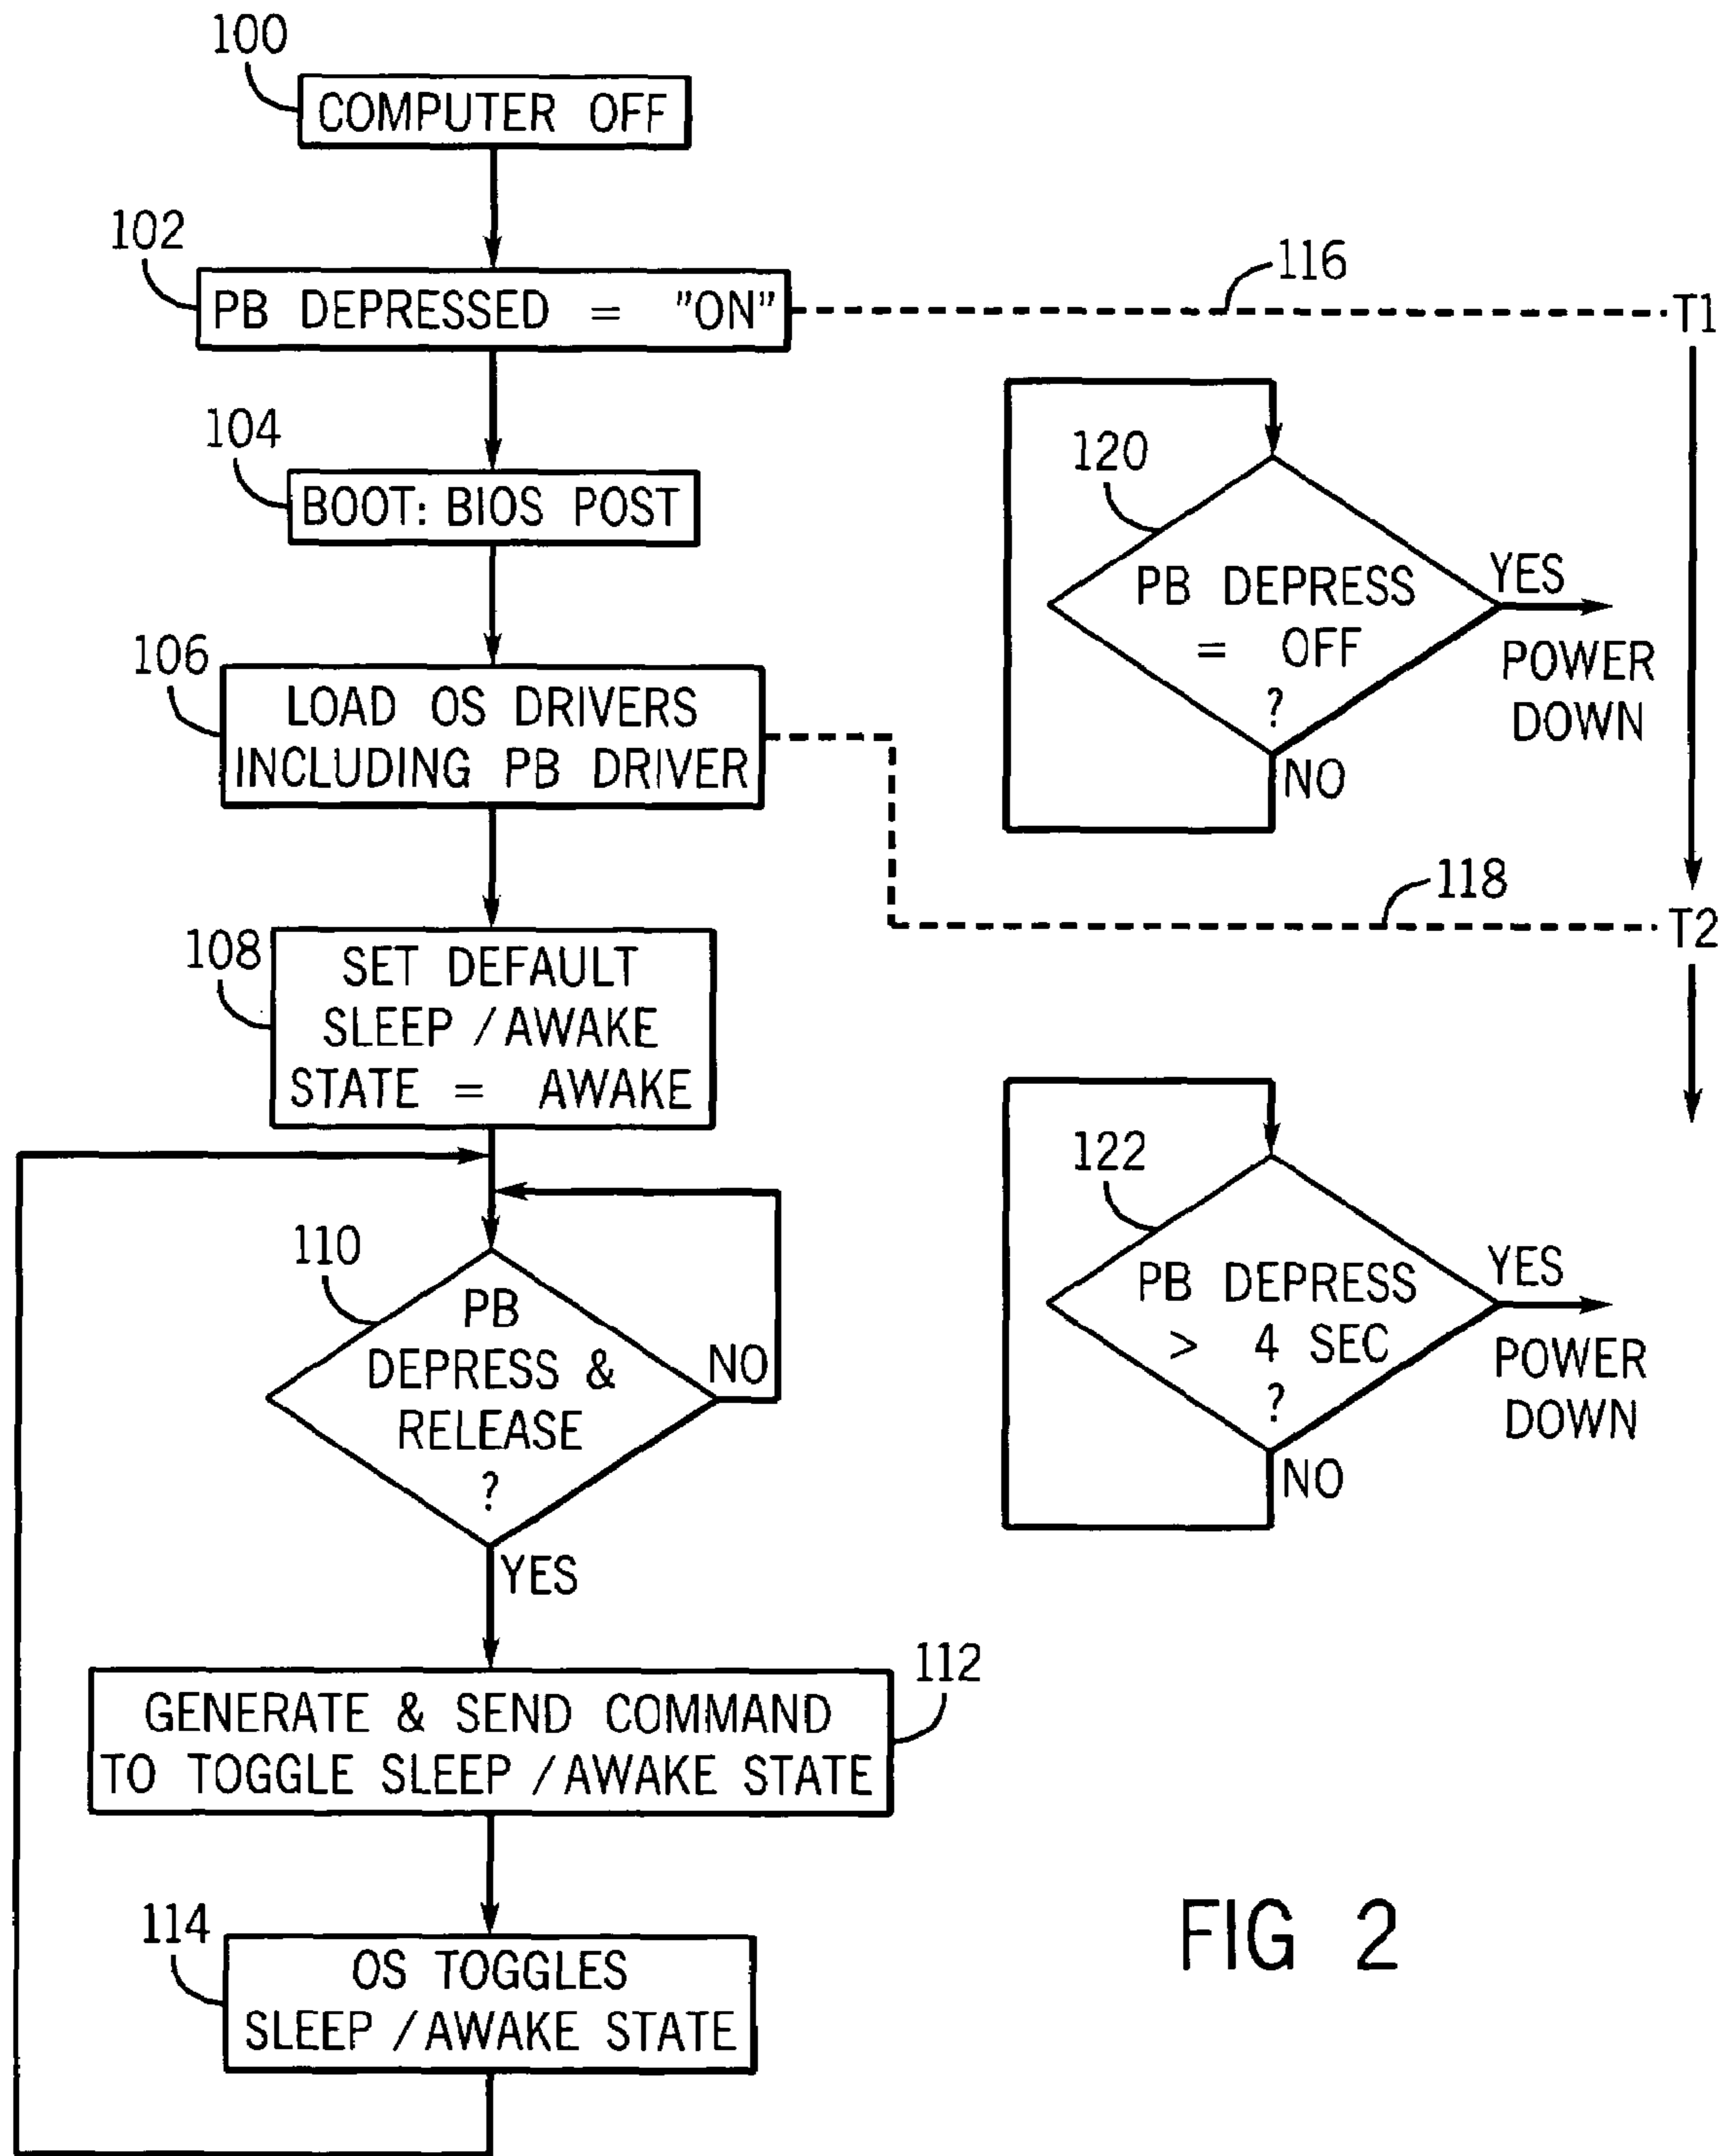 100
COMPUTER OFF
102
PB DEPRESSED = "ON"
116
T1
104
BOOT: BIOS POST
120
PB DEPRESS
= OFF
?
YES
POWER
DOWN
NO
106
LOAD OS DRIVERS
INCLUDING PB DRIVER
118
T2
108
SET DEFAULT
SLEEP / AWAKE
STATE = AWAKE
122
PB DEPRESS
> 4 SEC
?
YES
POWER
DOWN
NO
110
PB
DEPRESS &
RELEASE
?
NO
YES
112
GENERATE & SEND COMMAND
TO TOGGLE SLEEP / AWAKE STATE
114
OS TOGGLES
SLEEP / AWAKE STATE
FIG 2